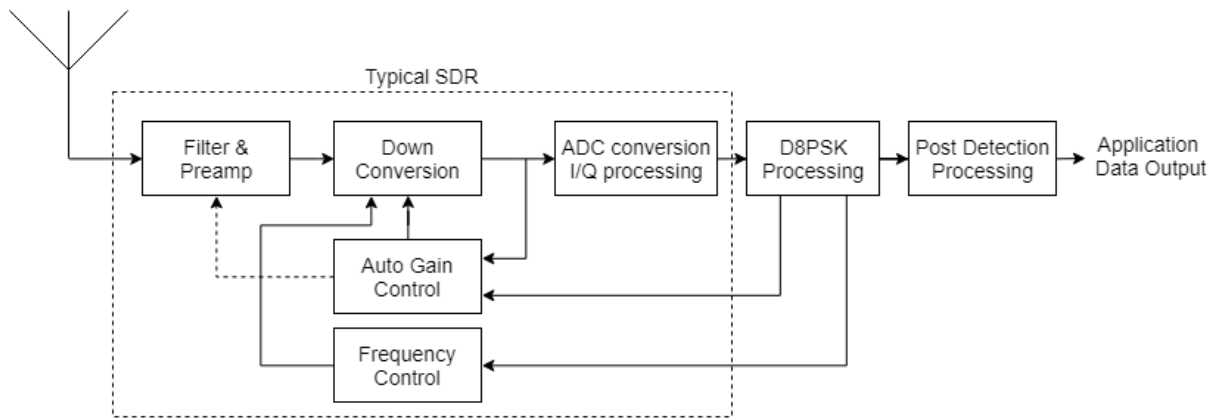 Typical SDR
Filter &
Preamp
Down
Conversion
ADC conversion
I/Q processing
D8PSK
Processing
Post Detection
Processing
Application
Data Output
Auto Gain
Control
Frequency
Control